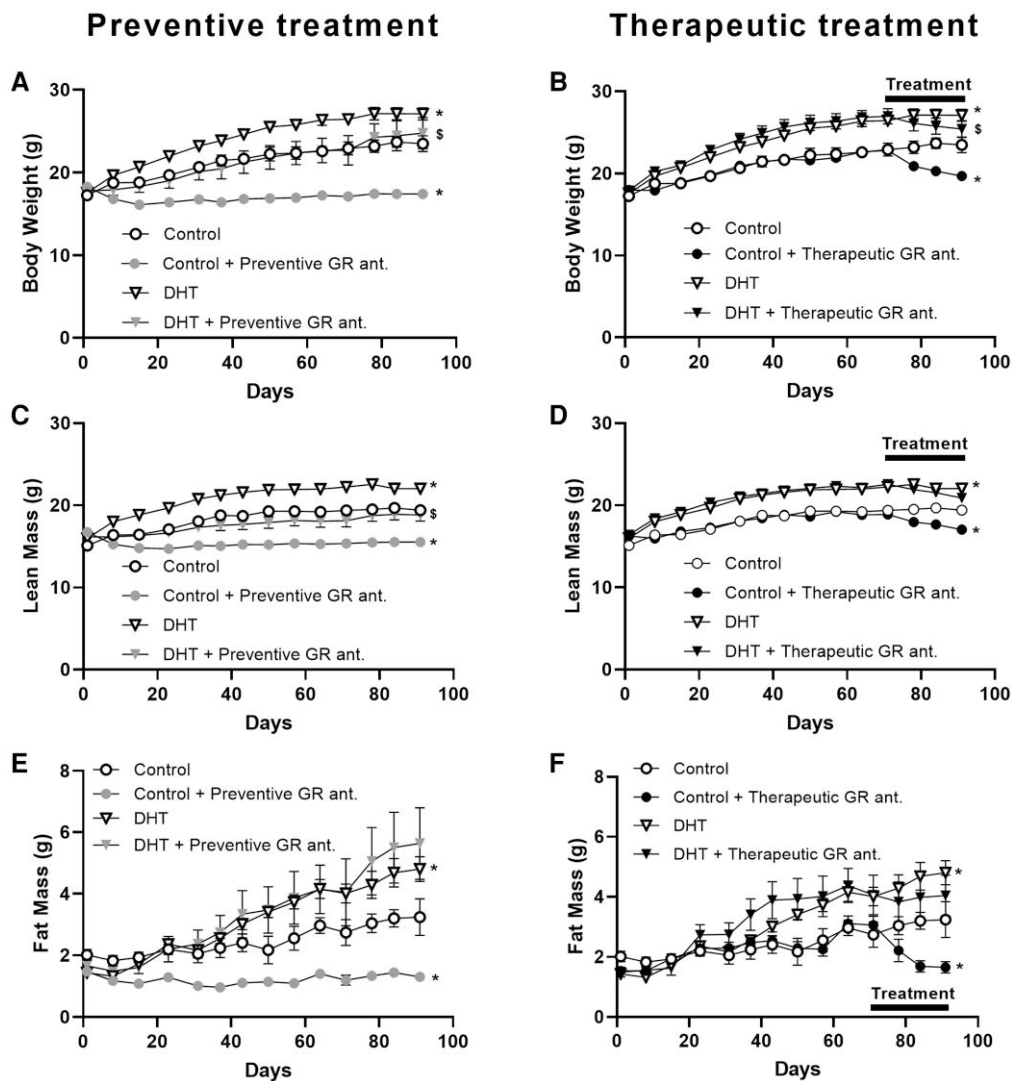 Preventive treatment
Therapeutic treatment
A
Body Weight (g)
30
20
10
0
*
$
*
Control
Control + Preventive GR ant.
DHT
DHT + Preventive GR ant.
0 20 40 60 80 100
Days
B
Body Weight (g)
30
20
10
0
Treatment
*
$
*
Control
Control + Therapeutic GR ant.
DHT
DHT + Therapeutic GR ant.
0 20 40 60 80 100
Days
C
Lean Mass (g)
30
20
10
0
*
$
*
Control
Control + Preventive GR ant.
DHT
DHT + Preventive GR ant.
0 20 40 60 80 100
Days
D
Lean Mass (g)
30
20
10
0
Treatment
*
*
Control
Control + Therapeutic GR ant.
DHT
DHT + Therapeutic GR ant.
0 20 40 60 80 100
Days
E
Fat Mass (g)
8
6
4
2
0
Control
Control + Preventive GR ant.
DHT
DHT + Preventive GR ant.
*
*
0 20 40 60 80 100
Days
F
Fat Mass (g)
8
6
4
2
0
Control
Control + Therapeutic GR ant.
DHT
DHT + Therapeutic GR ant.
*
*
Treatment
0 20 40 60 80 100
Days